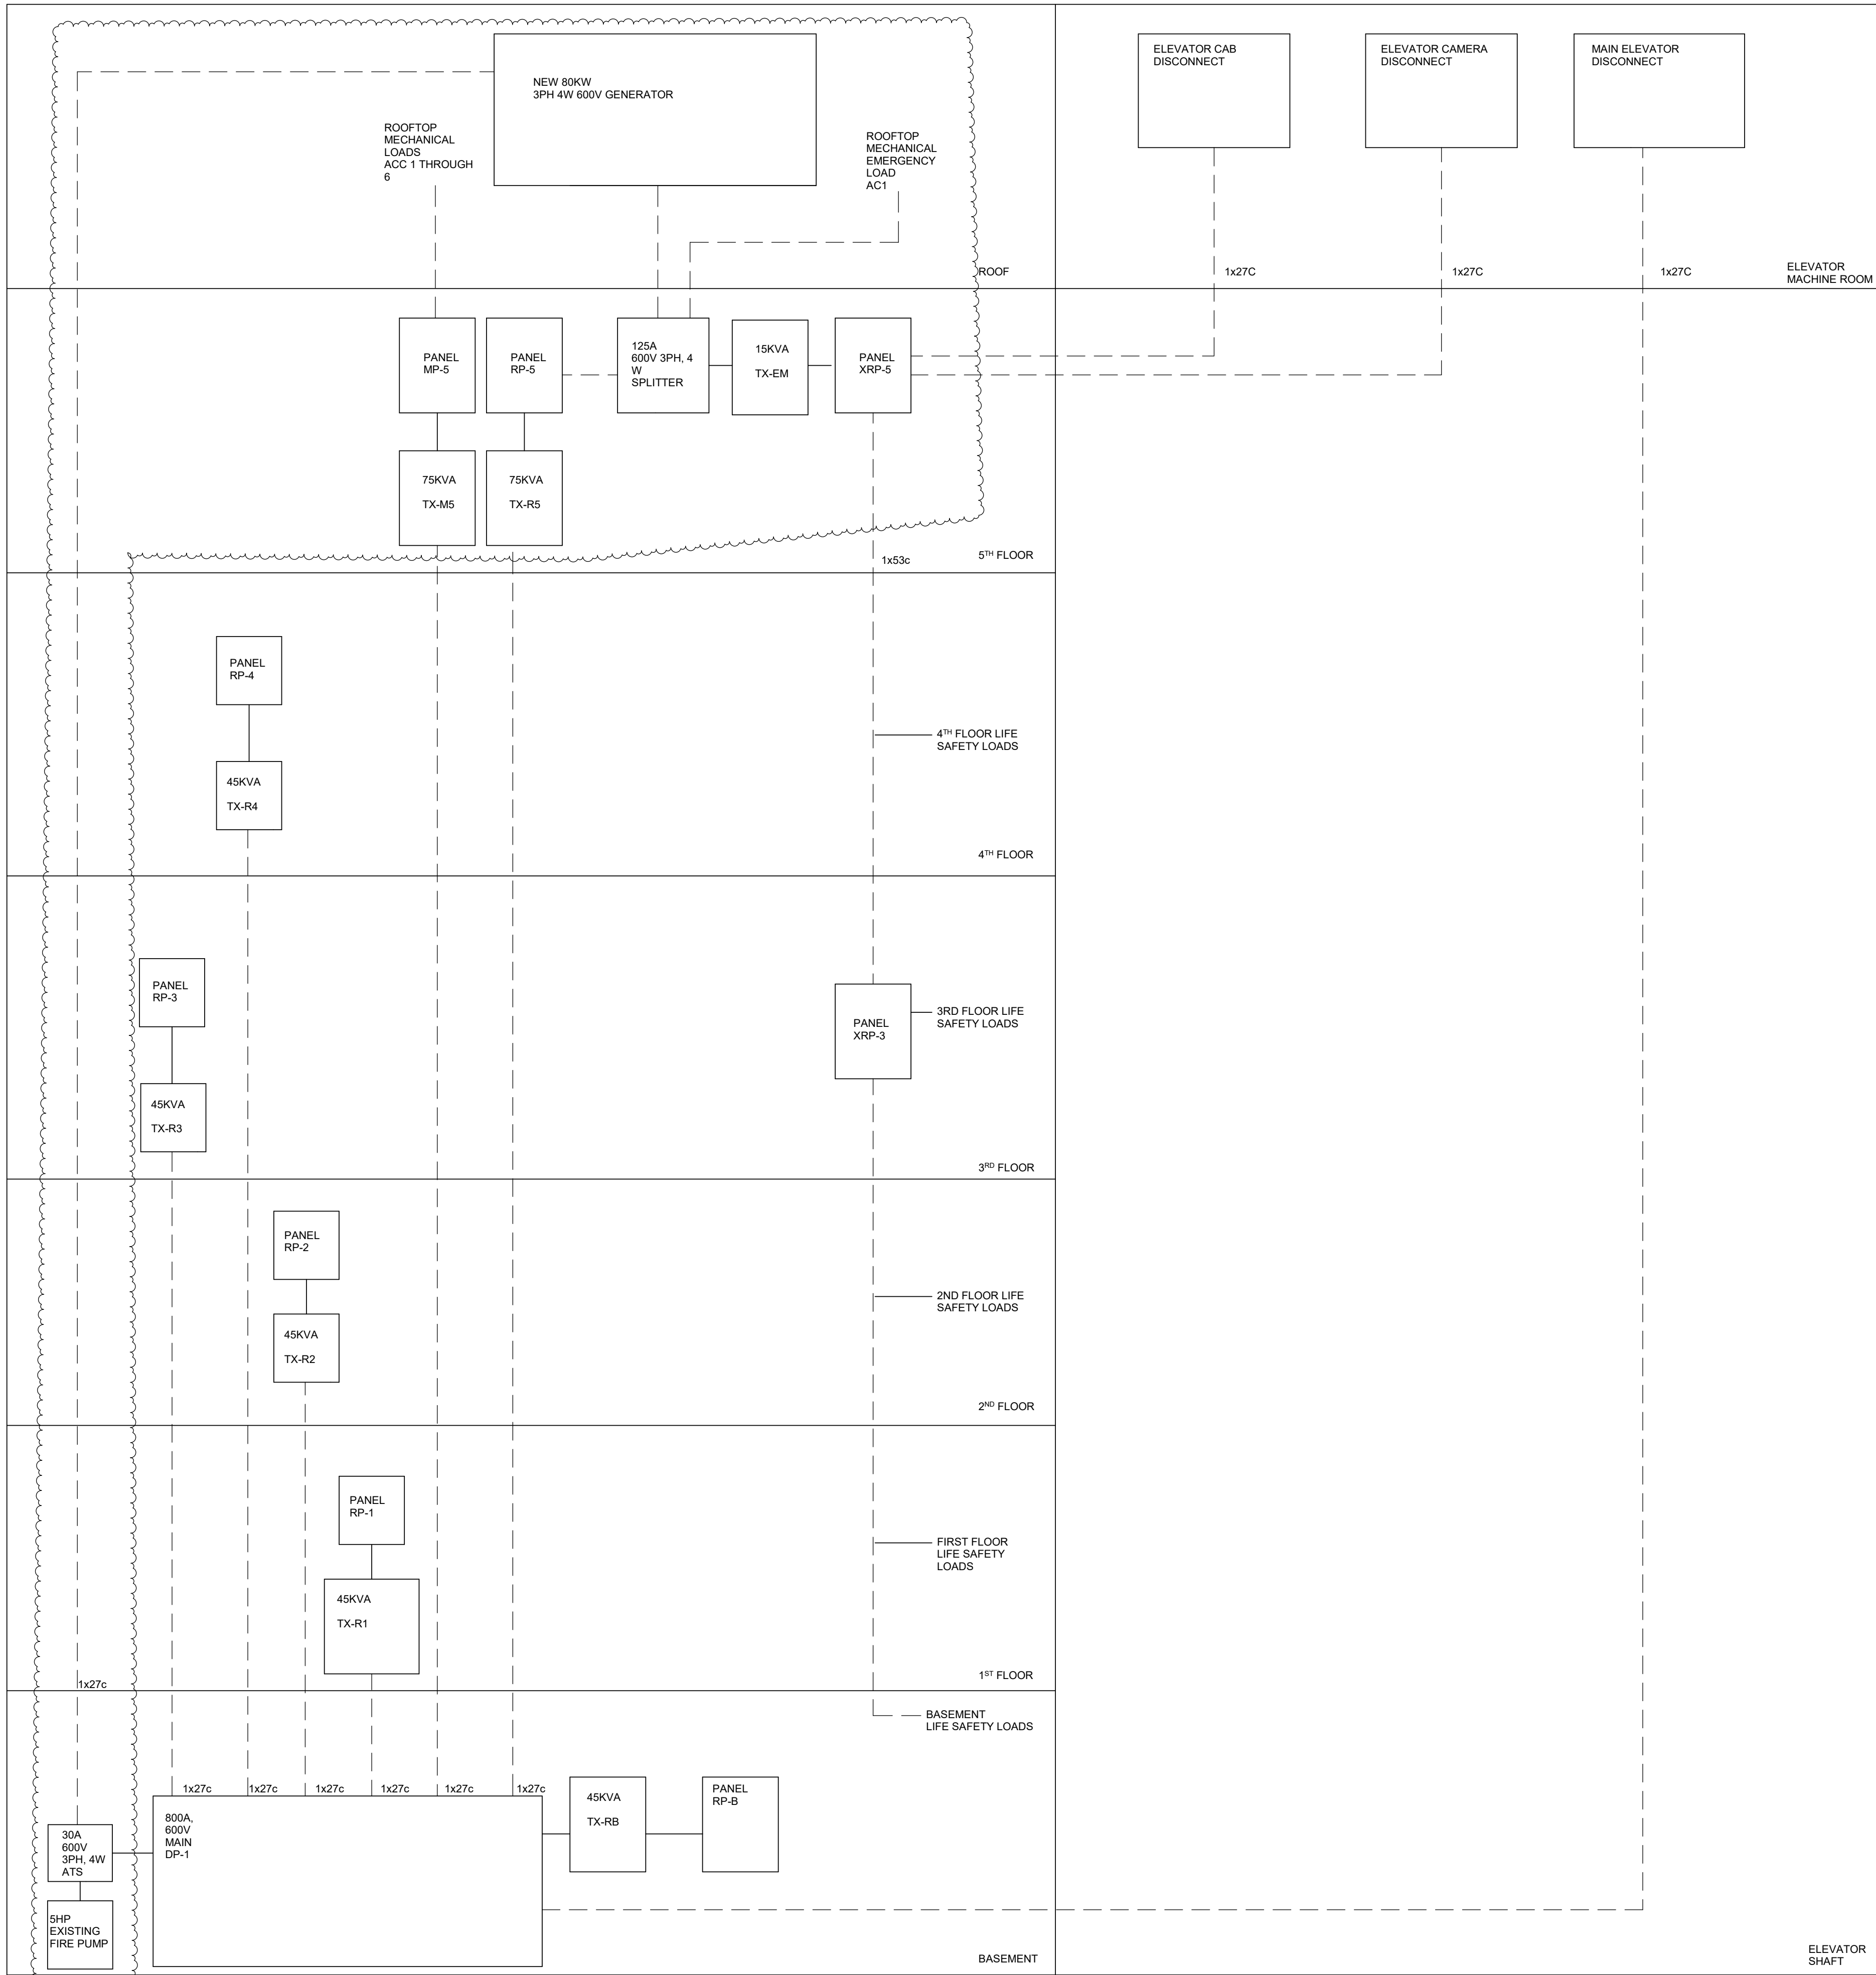 NEW 80KW
3PH 4W 600V GENERATOR
ROOFTOP
MECHANICAL
LOADS
ACC 1 THROUGH
6
ROOFTOP
MECHANICAL
EMERGENCY
LOAD
AC1
ROOF
ELEVATOR CAB
DISCONNECT
ELEVATOR CAMERA
DISCONNECT
MAIN ELEVATOR
DISCONNECT
1x27C
1x27C
1x27C
ELEVATOR
MACHINE ROOM
PANEL
MP-5
PANEL
RP-5
125A
600V 3PH, 4
W
SPLITTER
15KVA
TX-EM
PANEL
XRP-5
75KVA
TX-M5
75KVA
TX-R5
1x53c
5TH FLOOR
PANEL
RP-4
45KVA
TX-R4
4TH FLOOR LIFE
SAFETY LOADS
4TH FLOOR
PANEL
RP-3
45KVA
TX-R3
PANEL
XRP-3
3RD FLOOR LIFE
SAFETY LOADS
3RD FLOOR
PANEL
RP-2
45KVA
TX-R2
2ND FLOOR LIFE
SAFETY LOADS
2ND FLOOR
PANEL
RP-1
45KVA
TX-R1
FIRST FLOOR
LIFE SAFETY
LOADS
1ST FLOOR
1x27c
BASEMENT
LIFE SAFETY LOADS
1x27c
1x27c
1x27c
1x27c
1x27c
1x27c
30A
600V
3PH, 4W
ATS
5HP
EXISTING
FIRE PUMP
800A,
600V
MAIN
DP-1
45KVA
TX-RB
PANEL
RP-B
BASEMENT
ELEVATOR
SHAFT